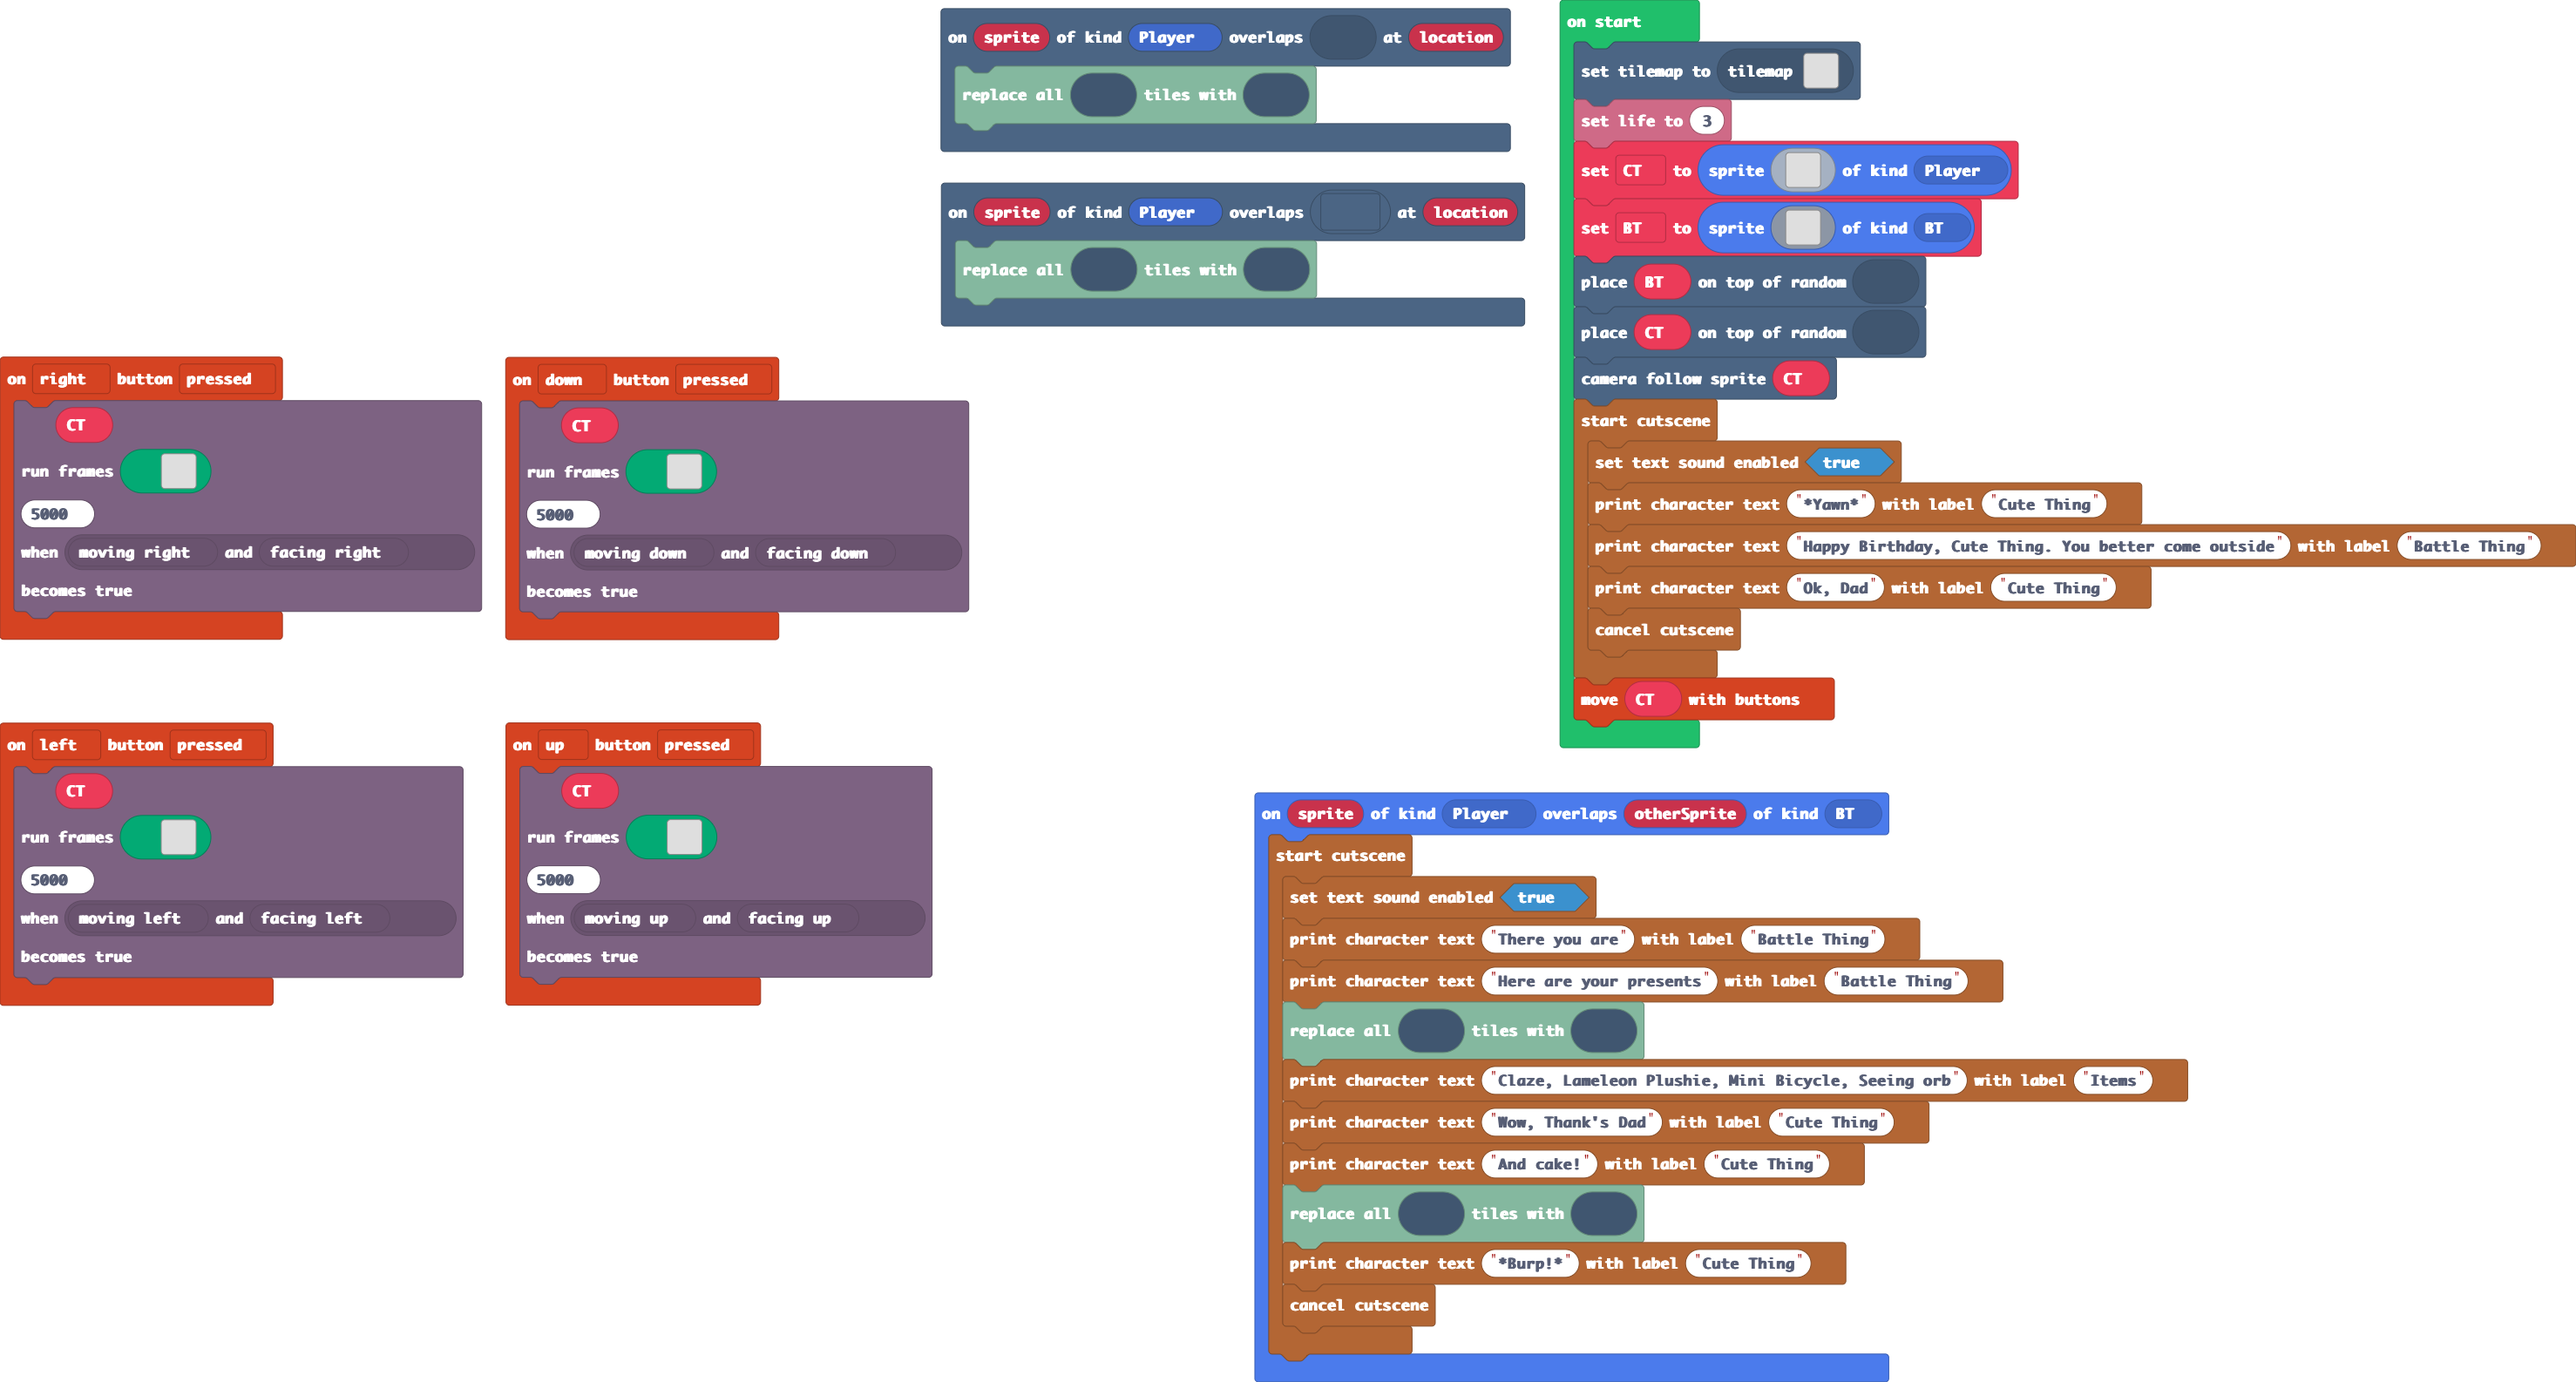 on sprite of kind Player overlaps at location
replace all tiles with
on sprite of kind Player overlaps at location
replace all tiles with
on start
set tilemap to tilemap
set life to 3
set CT to sprite of kind Player
set BT to sprite of kind BT
place BT on top of random
place CT on top of random
camera follow sprite CT
start cutscene
set text sound enabled true
print character text "*Yawn*" with label "Cute Thing"
print character text "Happy Birthday, Cute Thing. You better come outside" with label "Battle Thing"
print character text "Ok, Dad" with label "Cute Thing"
cancel cutscene
move CT with buttons
on right button pressed
CT
run frames
5000
when moving right and facing right
becomes true
on down button pressed
CT
run frames
5000
when moving down and facing down
becomes true
on left button pressed
CT
run frames
5000
when moving left and facing left
becomes true
on up button pressed
CT
run frames
5000
when moving up and facing up
becomes true
on sprite of kind Player overlaps otherSprite of kind BT
start cutscene
set text sound enabled true
print character text "There you are" with label "Battle Thing"
print character text "Here are your presents" with label "Battle Thing"
replace all tiles with
print character text "Claze, Lameleon Plushie, Mini Bicycle, Seeing orb" with label "Items"
print character text "Wow, Thank's Dad" with label "Cute Thing"
print character text "And cake!" with label "Cute Thing"
replace all tiles with
print character text "*Burp!*" with label "Cute Thing"
cancel cutscene